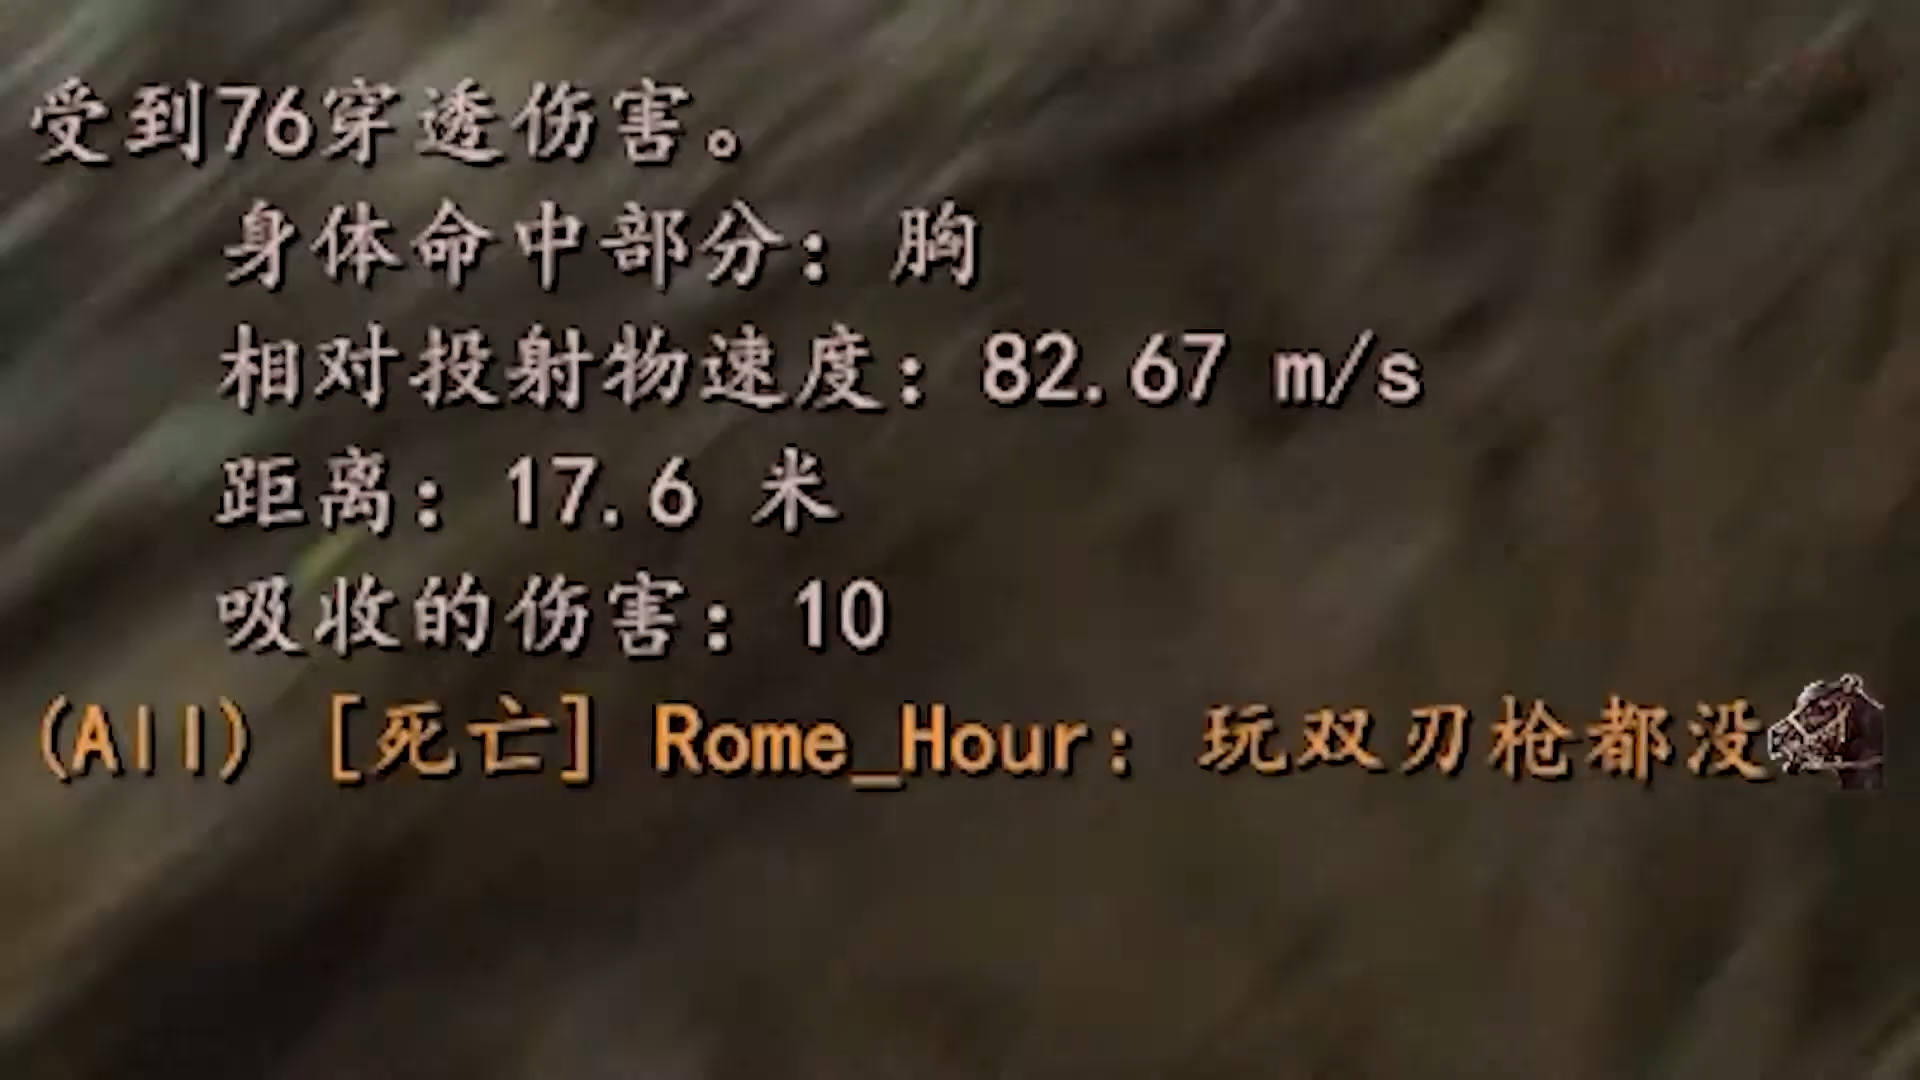 受到76穿透伤害。
身体命中部分：胸
相对投射物速度：82.67 m/s
距离：17.6 米
吸收的伤害：10
(All) [死亡] Rome_Hour: 玩双刃枪都没